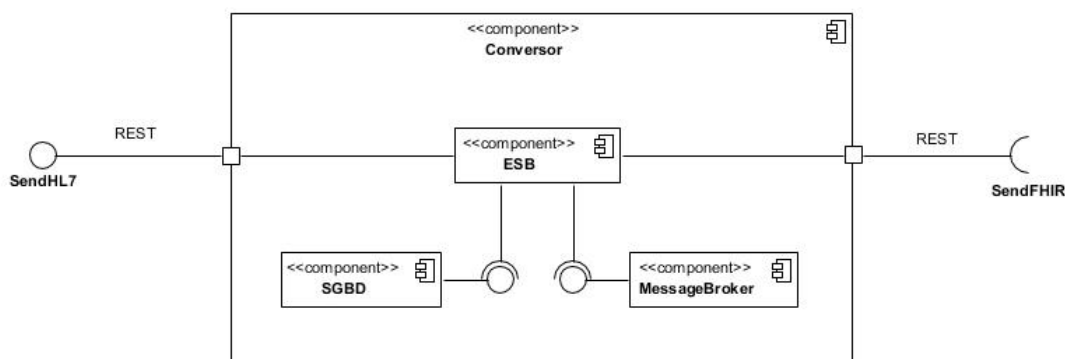 <<component>>
Conversor
REST
SendHL7
<<component>>
ESB
REST
SendFHIR
<<component>>
SGBD
<<component>>
MessageBroker